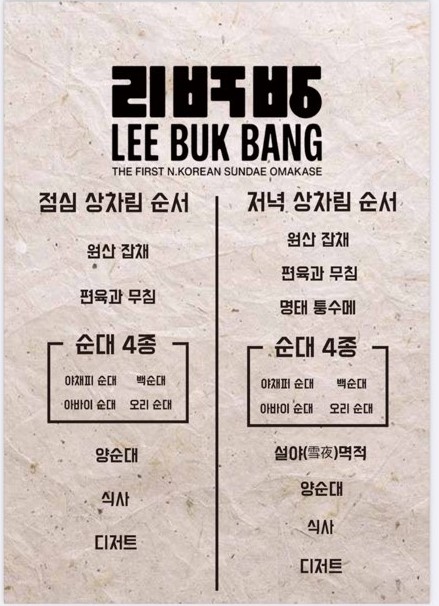 리북방
LEE BUK BANG
THE FIRST N.KOREAN SUNDAE OMAKASE
점심 상차림 순서
원산 잡채
편육과 무침
순대 4종
야채피 순대 백순대
아바이 순대 오리 순대
양순대
식사
디저트
저녁 상차림 순서
원산 잡채
편육과 무침
명태 통수메
순대 4종
야채퍼 순대 백순대
아바이 순대 오리 순대
설야(雪夜)멱적
양순대
식사
디저트